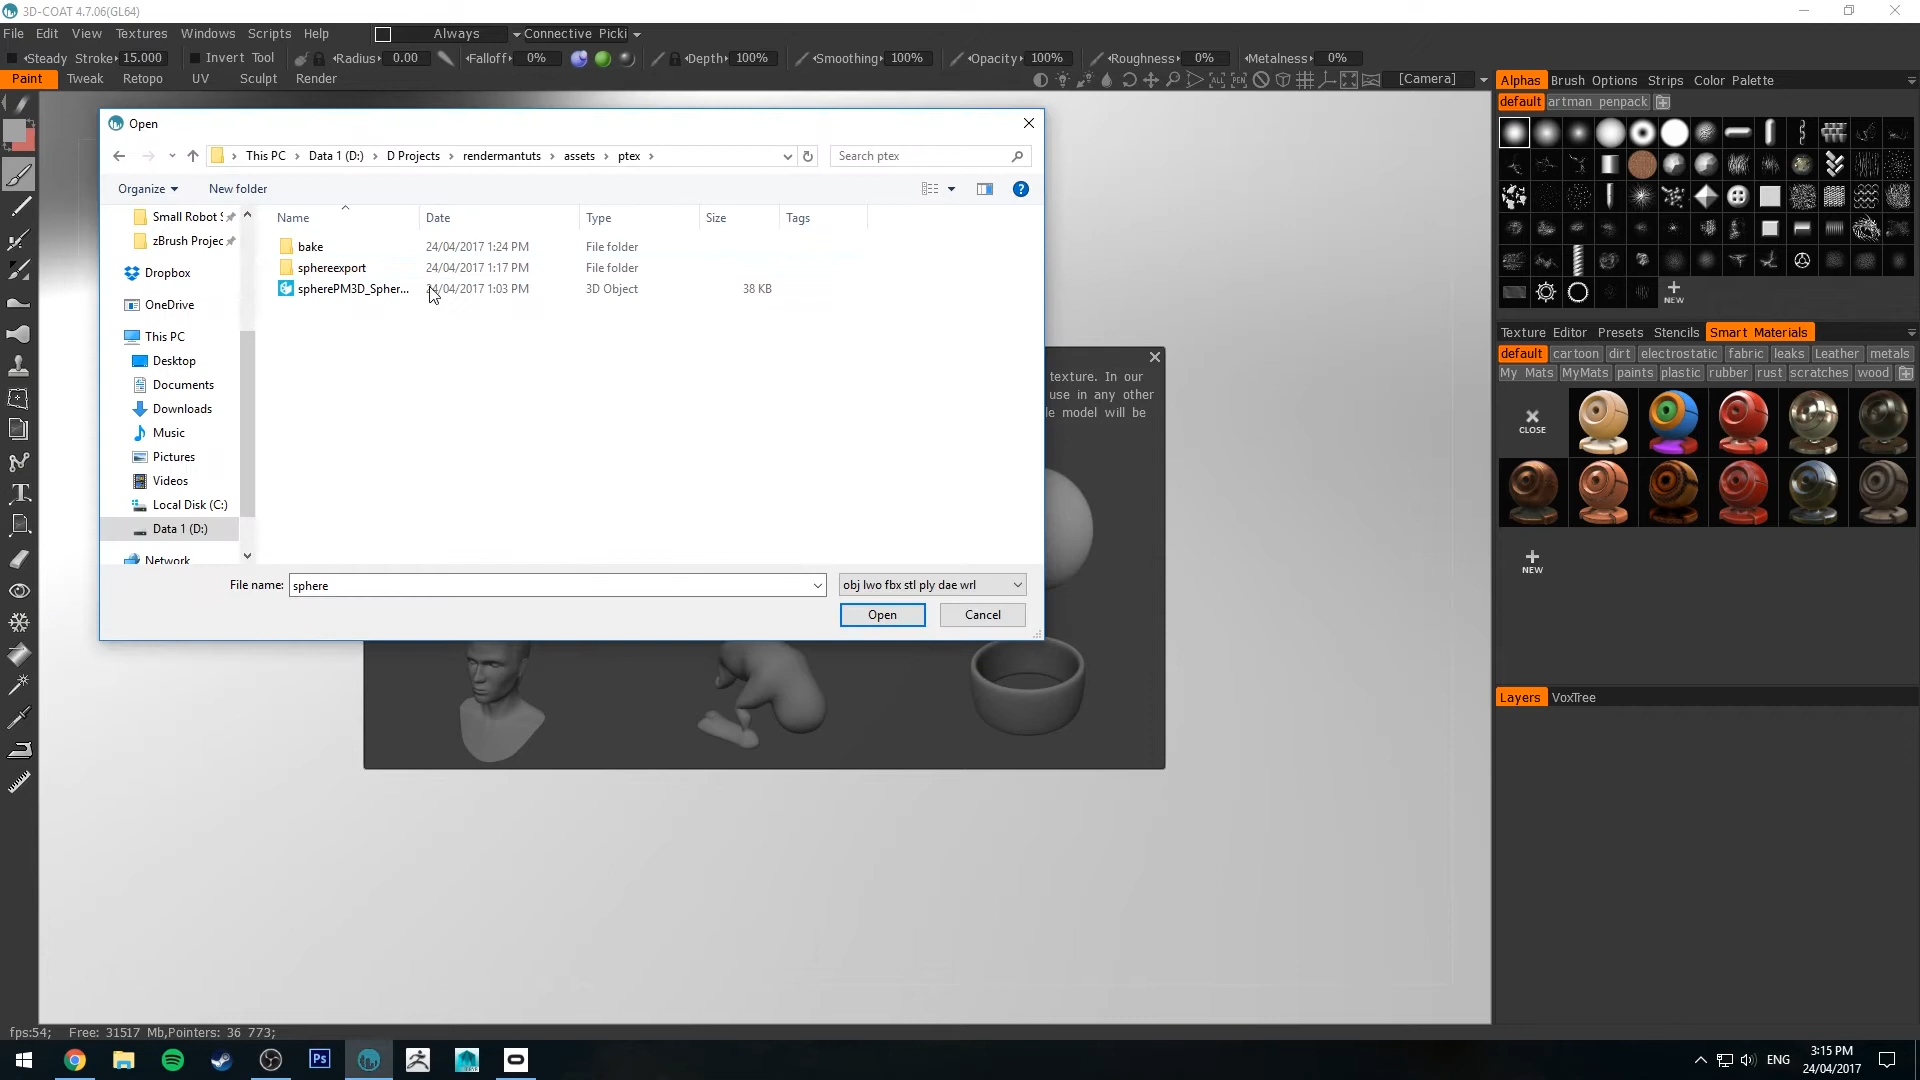 3D-COAT 4.7.06(GL64)
File Edit View Textures Windows Scripts Help Always Connective Picki
Steady Stroke 15.000 Invert Tool Radius 0.00 Falloff 0% Depth 100% Smoothing 100% Opacity 100% Roughness 0% Metalness 0%
Paint Tweak Retopo UV Sculpt Render [Camera] Alphas Brush Options Strips Color Palette
default artman penpack
Open
This PC Data 1 (D:) D Projects rendermantuts assets ptex Search ptex
Organize New folder
Name Date Type Size Tags
Small Robot S
zBrush Projec
Dropbox
OneDrive
This PC
Desktop
Documents
Downloads
Music
Pictures
Videos
Local Disk (C:)
Data 1 (D:)
Network
bake 24/04/2017 1:24 PM File folder
sphereexport 24/04/2017 1:17 PM File folder
spherePM3D_Spher... 24/04/2017 1:03 PM 3D Object 38 KB
File name: sphere obj lwo fbx stl ply dae wrl
Open Cancel
texture. In our
use in any other
le model will be
NEW
Texture Editor Presets Stencils Smart Materials
default cartoon dirt electrostatic fabric leaks Leather metals
My Mats MyMats paints plastic rubber rust scratches wood
CLOSE
NEW
Layers VoxTree
fps:54; Free: 31517 Mb,Pointers: 36 773;
Ps
ENG
3:15 PM
24/04/2017